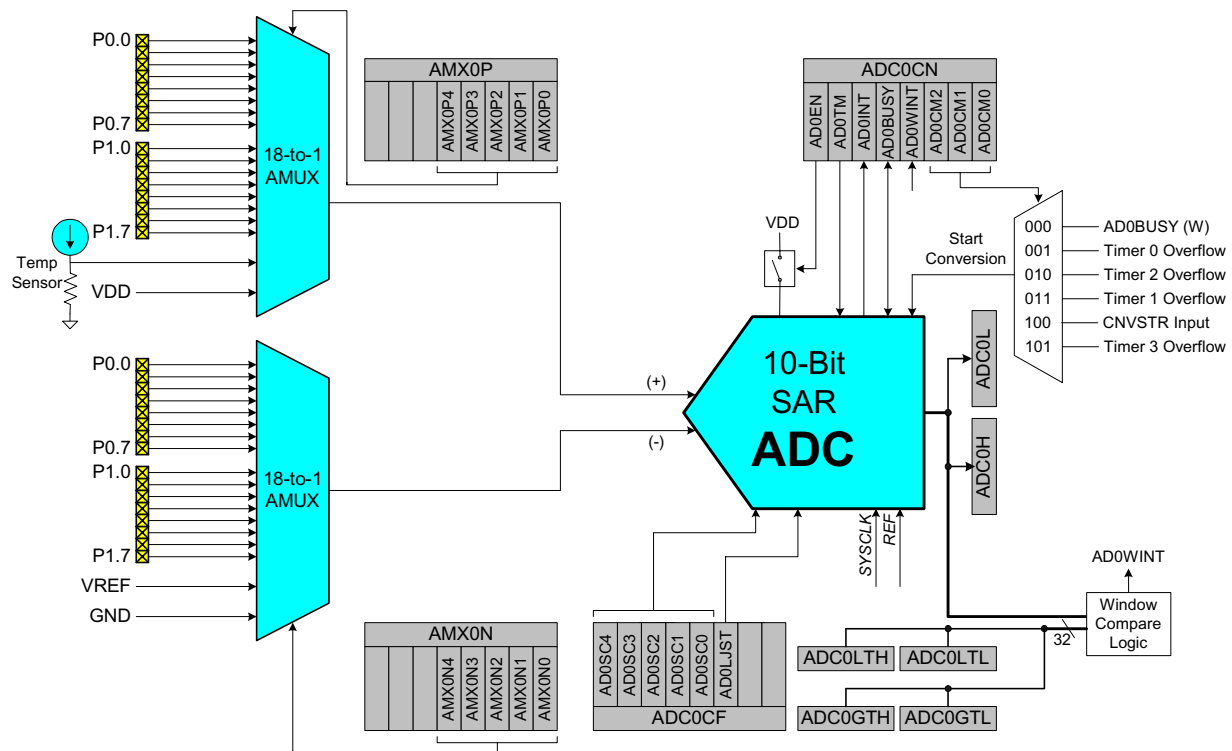 P0.0
P0.7
P1.0
P1.7
Temp
Sensor
VDD
18-to-1
AMUX
AMX0P
AMX0P4
AMX0P3
AMX0P2
AMX0P1
AMX0P0
ADC0CN
AD0EN
AD0TM
AD0INT
AD0BUSY
AD0WINT
AD0CM2
AD0CM1
AD0CM0
VDD
Start
Conversion
000
001
010
011
100
101
AD0BUSY (W)
Timer 0 Overflow
Timer 2 Overflow
Timer 1 Overflow
CNVSTR Input
Timer 3 Overflow
P0.0
P0.7
P1.0
P1.7
VREF
GND
18-to-1
AMUX
(+)
(-)
10-Bit
SAR
ADC
ADC0L
ADC0H
SYSCLK
REF
AMX0N
AMX0N4
AMX0N3
AMX0N2
AMX0N1
AMX0N0
AD0SC4
AD0SC3
AD0SC2
AD0SC1
AD0SC0
AD0LJST
ADC0CF
AD0WINT
Window
Compare
Logic
32
ADC0LTH
ADC0LTL
ADC0GTH
ADC0GTL